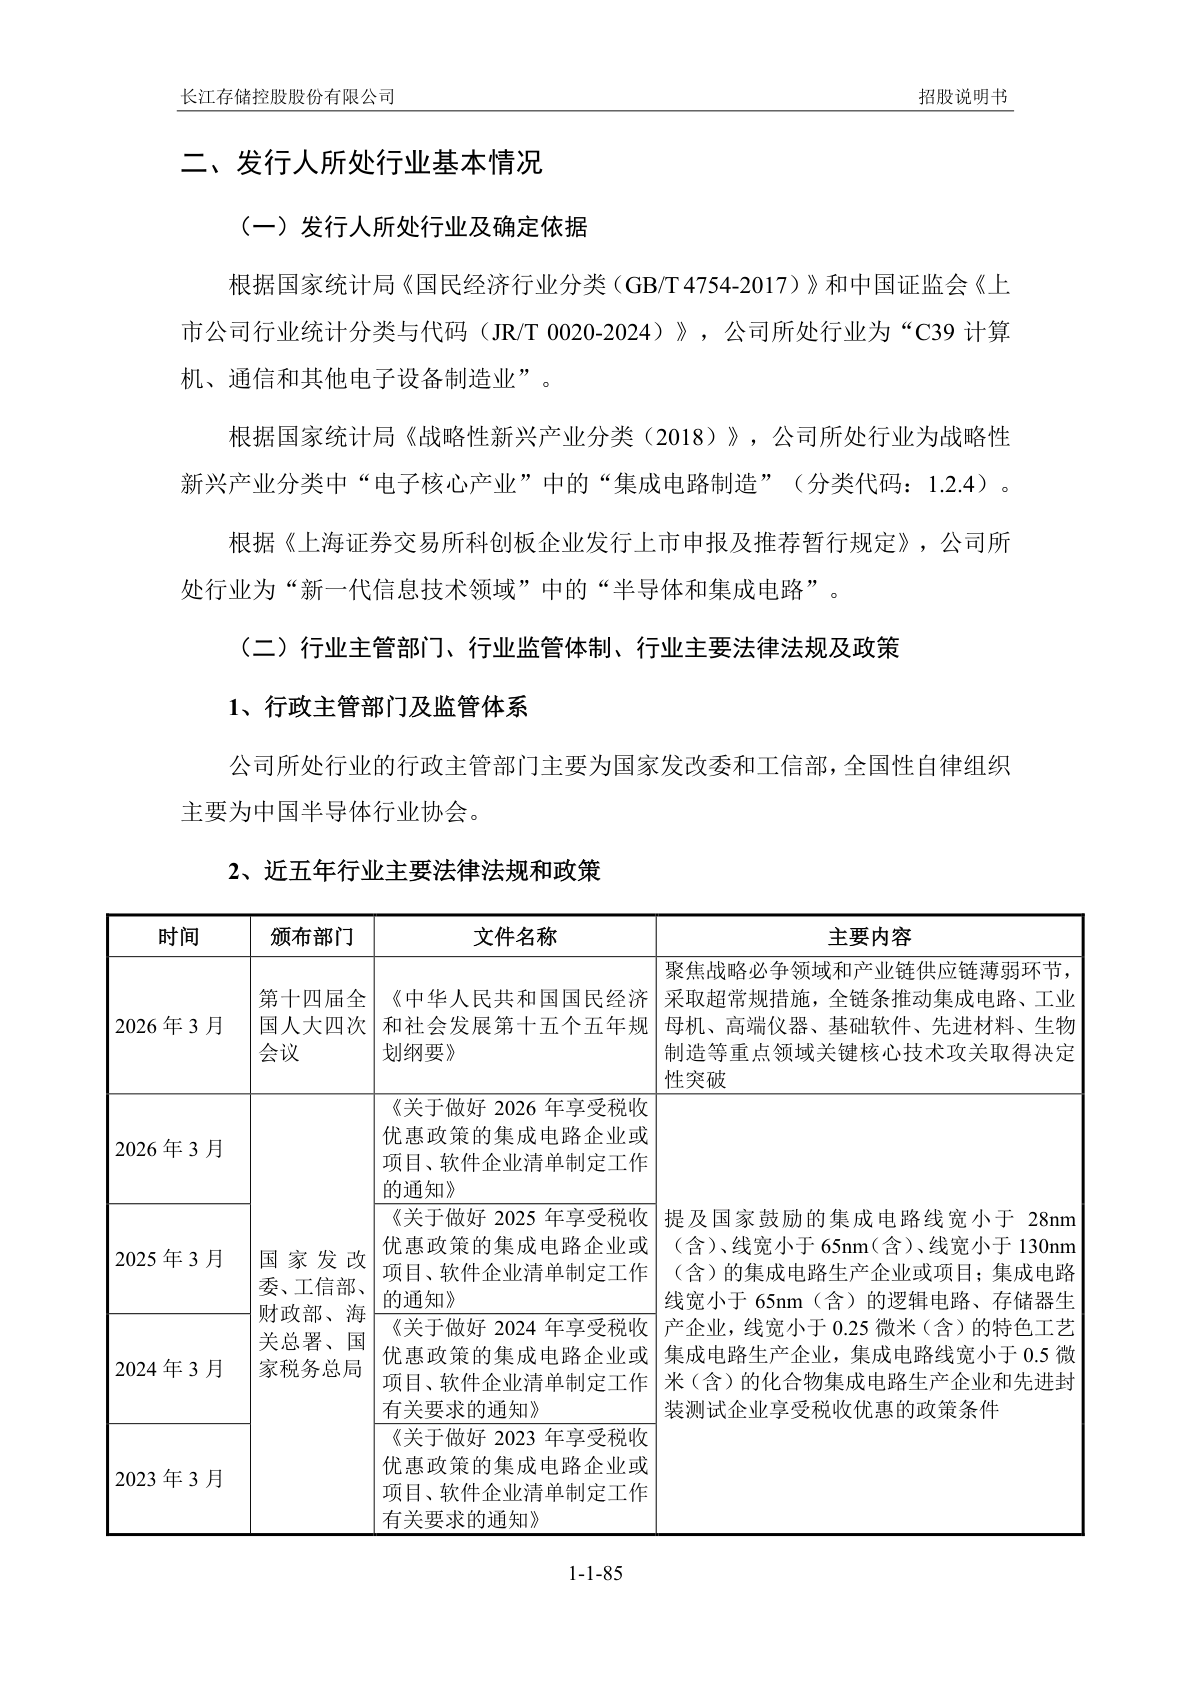 长江存储控股股份有限公司
招股说明书
二、发行人所处行业基本情况
（一）发行人所处行业及确定依据
根据国家统计局《国民经济行业分类（GB/T 4754-2017）》和中国证监会《上
市公司行业统计分类与代码（JR/T 0020-2024）》，公司所处行业为“C39 计算
机、通信和其他电子设备制造业”。
根据国家统计局《战略性新兴产业分类（2018）》，公司所处行业为战略性
新兴产业分类中“电子核心产业”中的“集成电路制造”（分类代码：1.2.4）。
根据《上海证券交易所科创板企业发行上市申报及推荐暂行规定》，公司所
处行业为“新一代信息技术领域”中的“半导体和集成电路”。
（二）行业主管部门、行业监管体制、行业主要法律法规及政策
1、行政主管部门及监管体系
公司所处行业的行政主管部门主要为国家发改委和工信部，全国性自律组织
主要为中国半导体行业协会。
2、近五年行业主要法律法规和政策
时间
颁布部门
文件名称
主要内容
2026 年 3 月
第十四届全
国人大四次
会议
《中华人民共和国国民经济
和社会发展第十五个五年规
划纲要》
聚焦战略必争领域和产业链供应链薄弱环节，
采取超常规措施，全链条推动集成电路、工业
母机、高端仪器、基础软件、先进材料、生物
制造等重点领域关键核心技术攻关取得决定
性突破
2026 年 3 月
《关于做好 2026 年享受税收
优惠政策的集成电路企业或
项目、软件企业清单制定工作
的通知》
2025 年 3 月
《关于做好 2025 年享受税收
优惠政策的集成电路企业或
项目、软件企业清单制定工作
的通知》
2024 年 3 月
《关于做好 2024 年享受税收
优惠政策的集成电路企业或
项目、软件企业清单制定工作
有关要求的通知》
2023 年 3 月
《关于做好 2023 年享受税收
优惠政策的集成电路企业或
项目、软件企业清单制定工作
有关要求的通知》
国家发改
委、工信部、
财政部、海
关总署、国
家税务总局
提及国家鼓励的集成电路线宽小于 28nm
（含）、线宽小于 65nm（含）、线宽小于 130nm
（含）的集成电路生产企业或项目；集成电路
线宽小于 65nm（含）的逻辑电路、存储器生
产企业，线宽小于 0.25 微米（含）的特色工艺
集成电路生产企业，集成电路线宽小于 0.5 微
米（含）的化合物集成电路生产企业和先进封
装测试企业享受税收优惠的政策条件
1-1-85